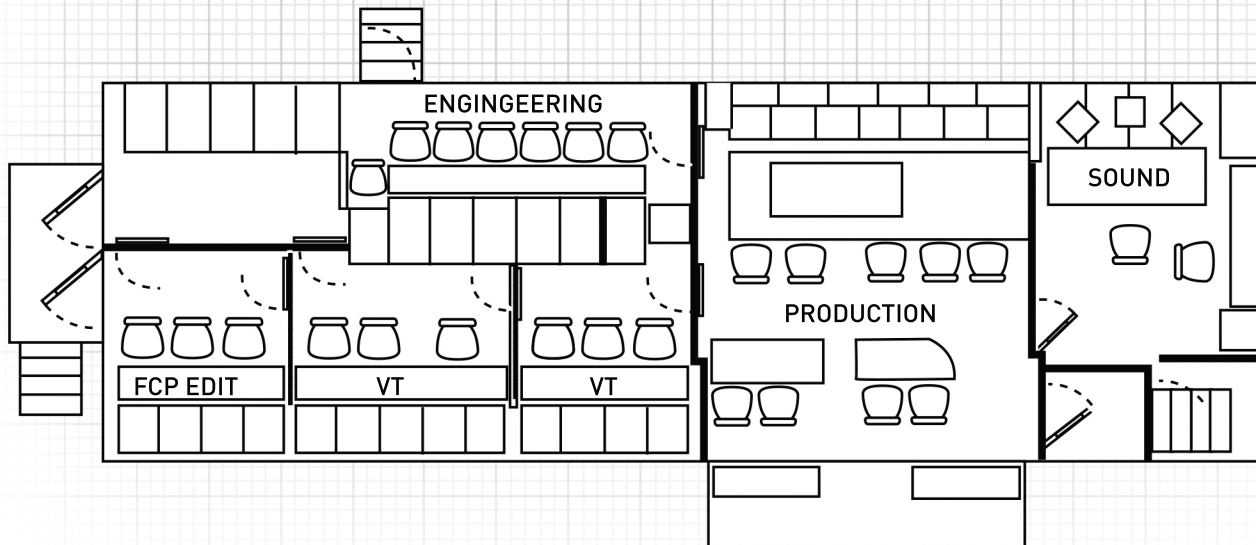 ENGINGEERING
SOUND
PRODUCTION
FCP EDIT
VT
VT